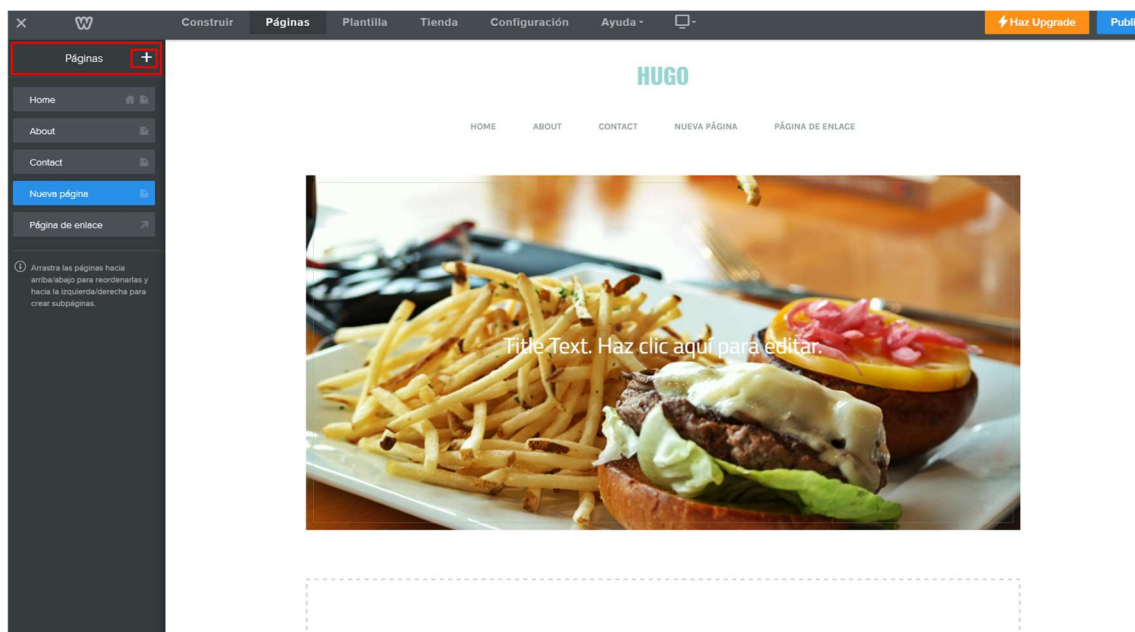 Construir Páginas Plantilla Tienda Configuración Ayuda Haz Upgrade Publi
Páginas
Home
About
Contact
Nueva página
Página de enlace
Arrastra las páginas hacia
arriba/abajo para reordenarlas y
hacia la izquierda/derecha para
crear subpáginas.
HUGO
HOME ABOUT CONTACT NUEVA PÁGINA PÁGINA DE ENLACE
Title Text. Haz clic aquí para editar.